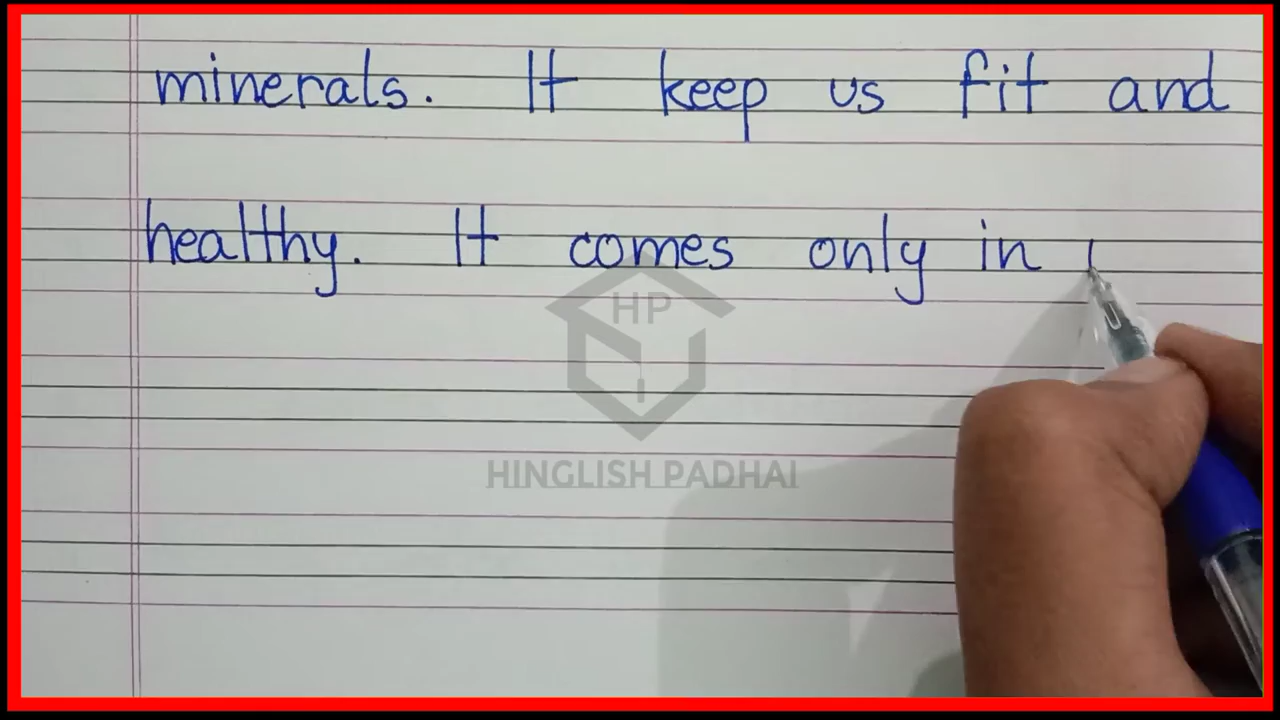 minerals. It keep us fit and
healthy. It comes only in
HP
HINGLISH PADHAI